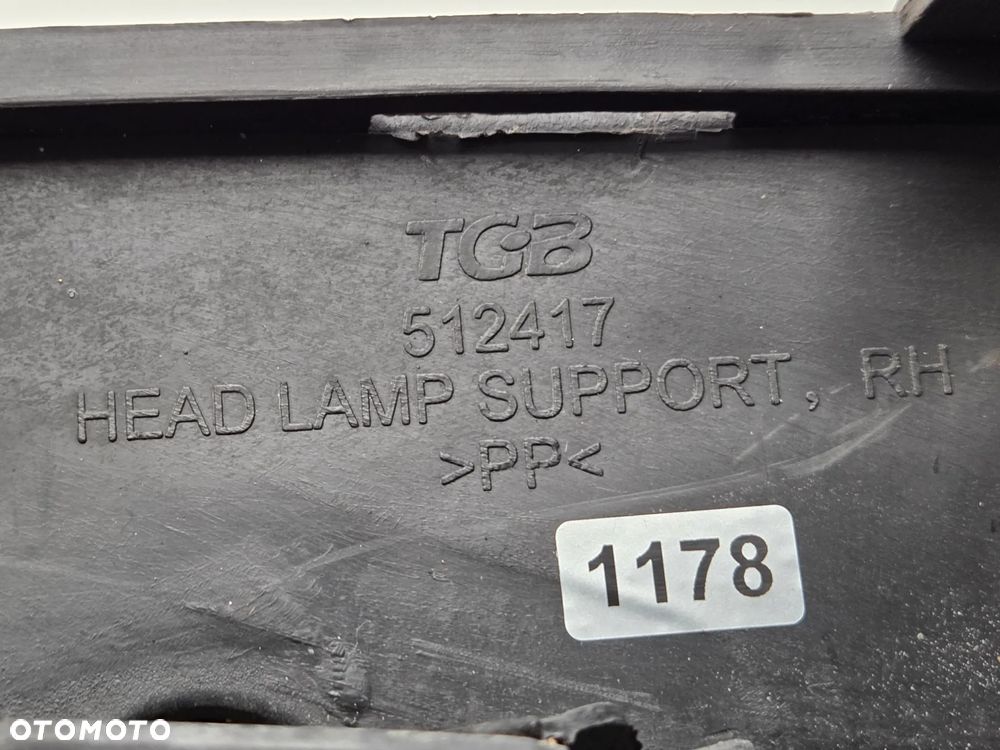 TGB
512417
HEAD LAMP SUPPORT, RH
>PP<
1178
OTOMOTO